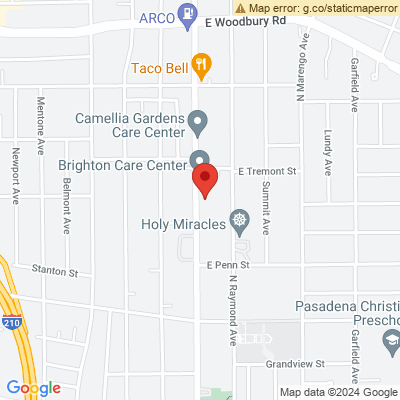 Map error: g.co/staticmaperror
ARCO
E Woodbury Rd
Taco Bell
N Marengo Ave
Garfield Ave
Mentone Ave
Camellia Gardens
Care Center
Lundy Ave
Newport Ave
Brighton Care Center
E Tremont St
Belmont Ave
Summit Ave
Holy Miracles
Stanton St
E Penn St
N Raymond Ave
210
Pasadena Christi
Prescho
Grandview St
Garfield Ave
Google
Map data ©2024 Google